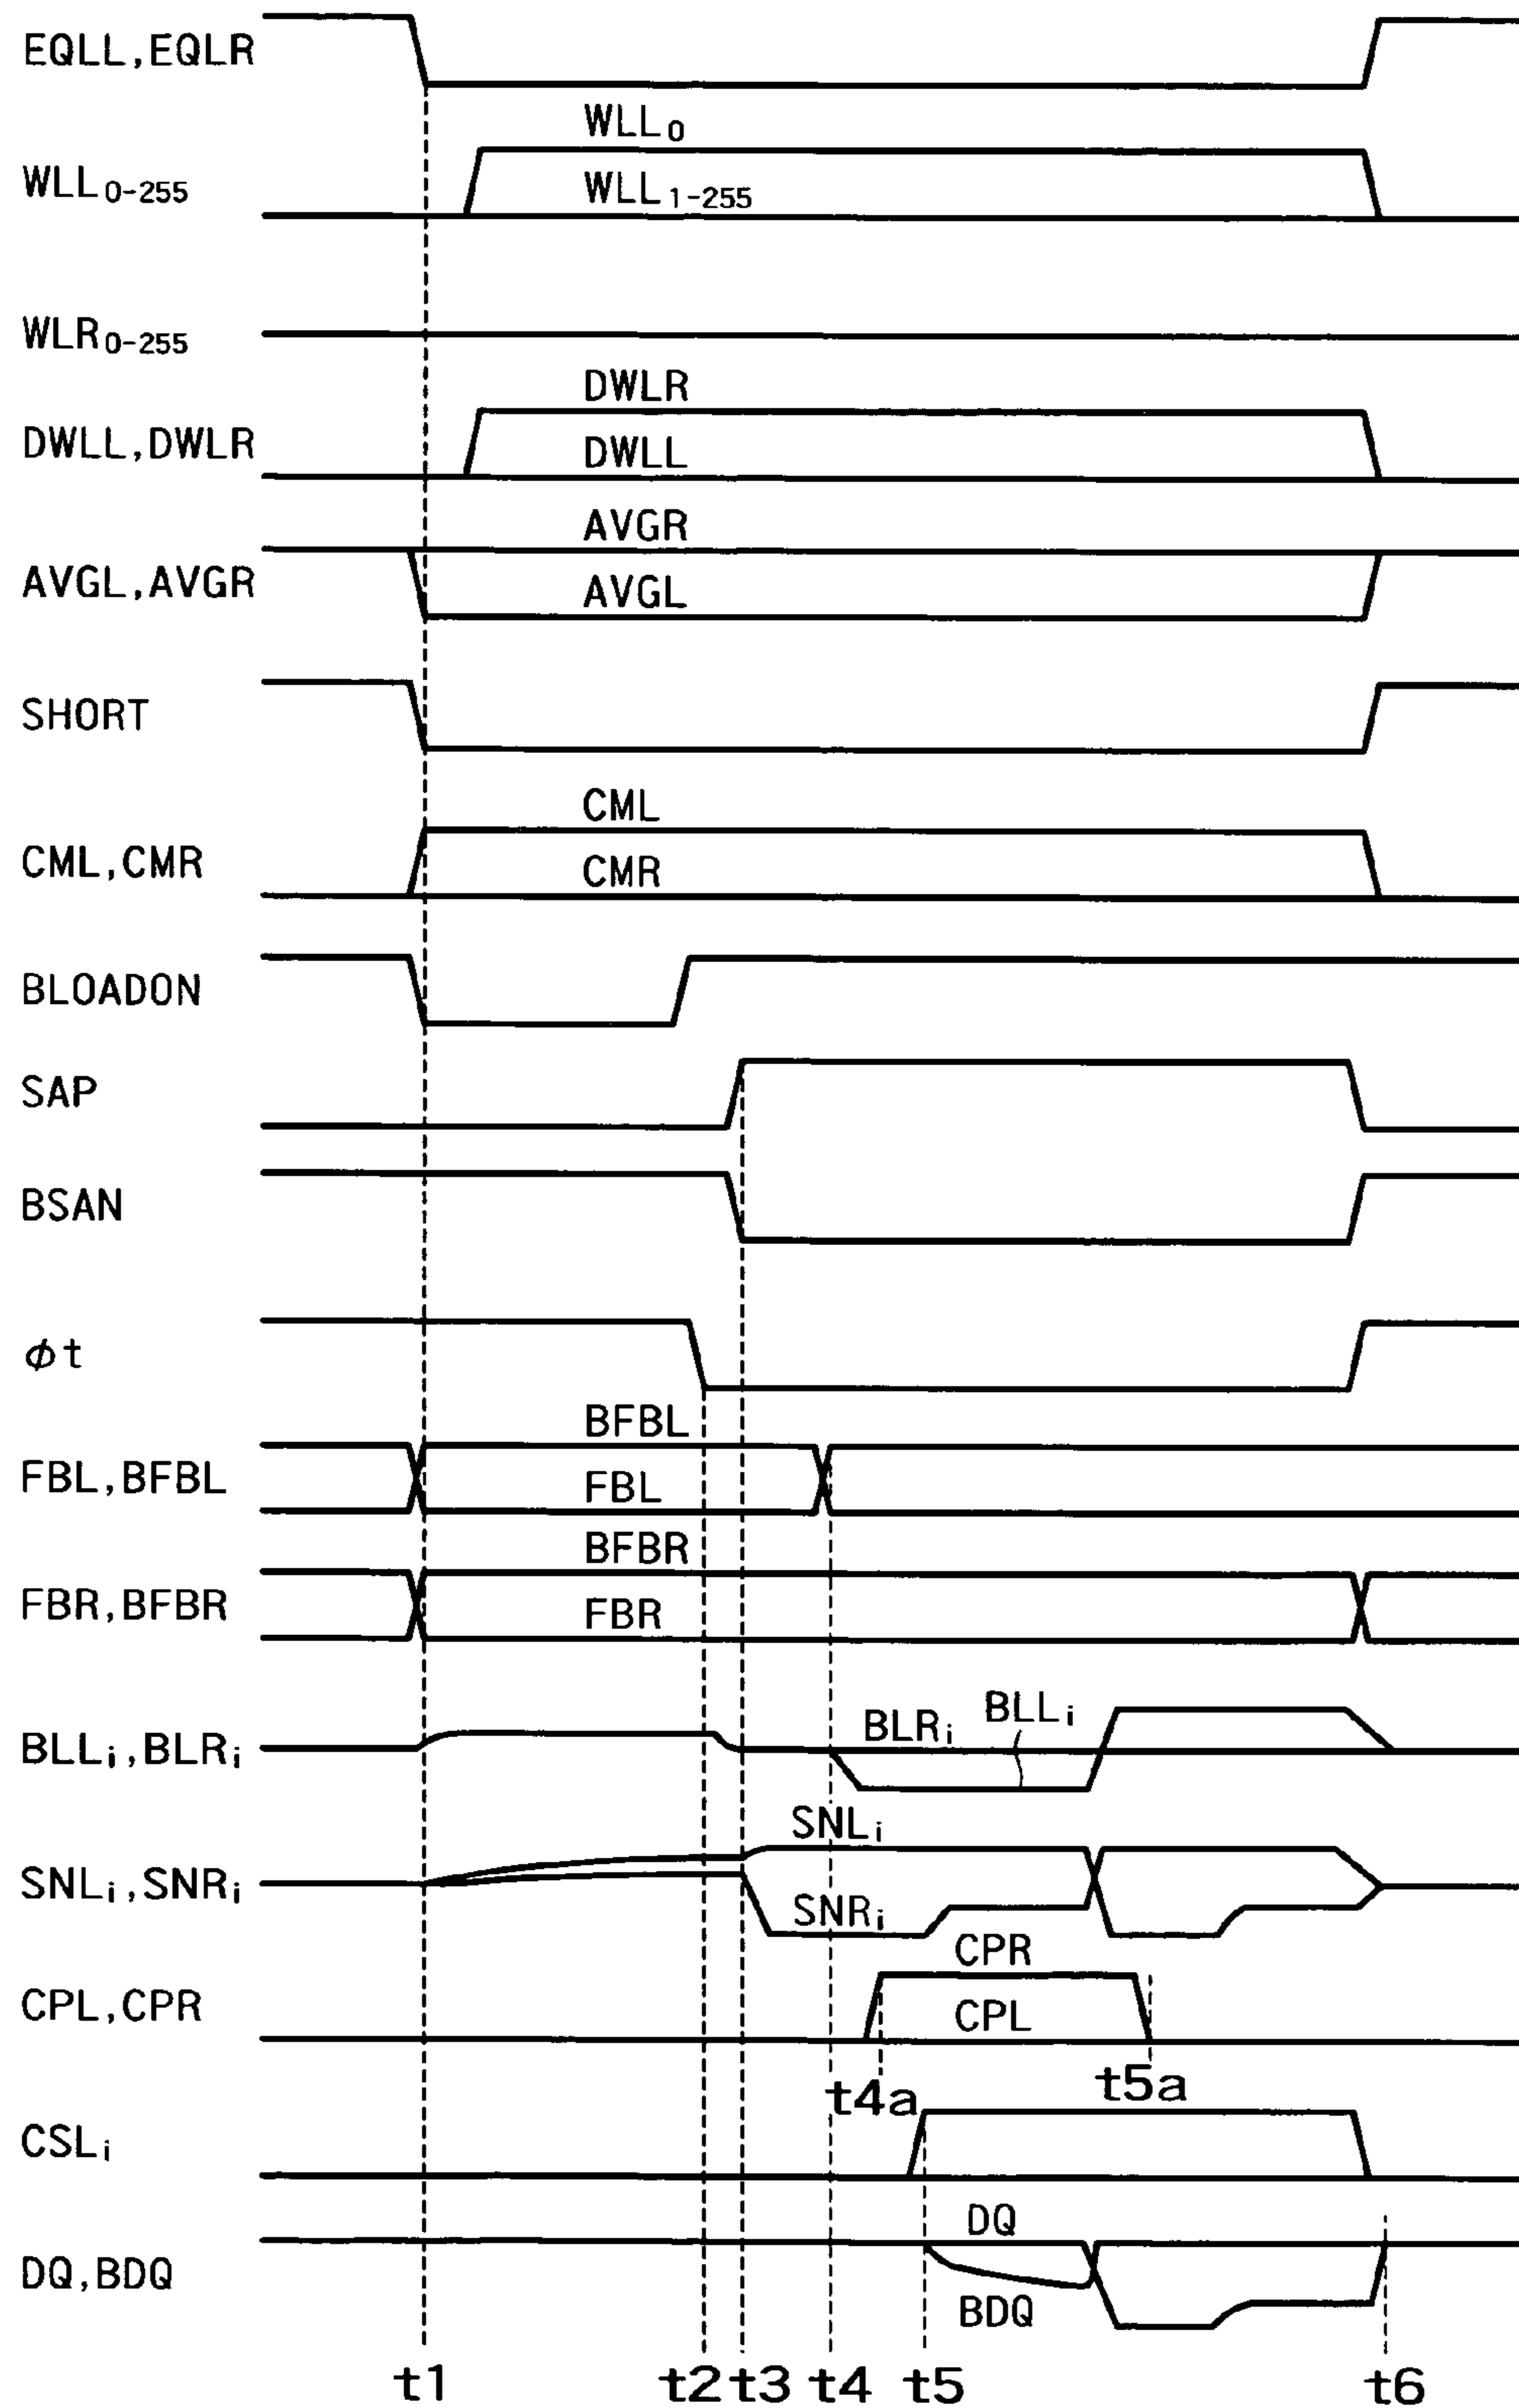 EQLL,EQLR
WLL₀
WLL₀₋₂₅₅
WLL₁₋₂₅₅
WLR₀₋₂₅₅
DWLR
DWLL,DWLR
DWLL
AVGR
AVGL,AVGR
AVGL
SHORT
CML
CML,CMR
CMR
BLOADON
SAP
BSAN
φt
BFBL
FBL,BFBL
FBL
BFBR
FBR,BFBR
FBR
BLLᵢ,BLRᵢ
BLRᵢ
BLLᵢ
SNLᵢ
SNLᵢ,SNRᵢ
SNRᵢ
CPR
CPL,CPR
CPL
t4a
t5a
CSLᵢ
DQ
DQ,BDQ
BDQ
t1 t2 t3 t4 t5 t6